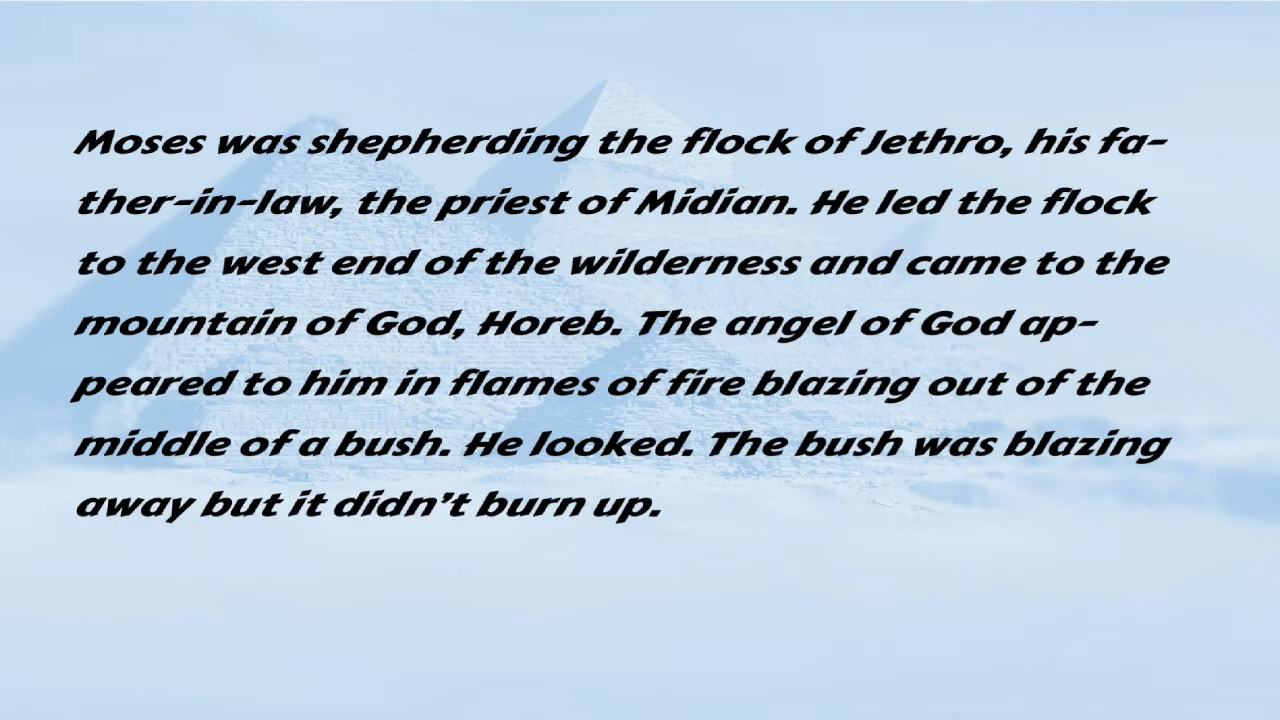 Moses was shepherding the flock of Jethro, his fa-
ther-in-law, the priest of Midian. He led the flock
to the west end of the wilderness and came to the
mountain of God, Horeb. The angel of God ap-
peared to him in flames of fire blazing out of the
middle of a bush. He looked. The bush was blazing
away but it didn’t burn up.